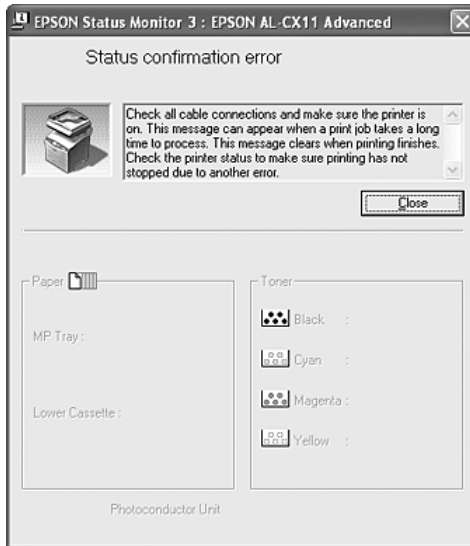 EPSON Status Monitor 3 : EPSON AL-CX11 Advanced
Status confirmation error
Check all cable connections and make sure the printer is
on. This message can appear when a print job takes a long
time to process. This message clears when printing finishes.
Check the printer status to make sure printing has not
stopped due to another error.
Close
Paper
MP Tray :
Lower Cassette :
Toner
Black :
Cyan :
Magenta :
Yellow :
Photoconductor Unit